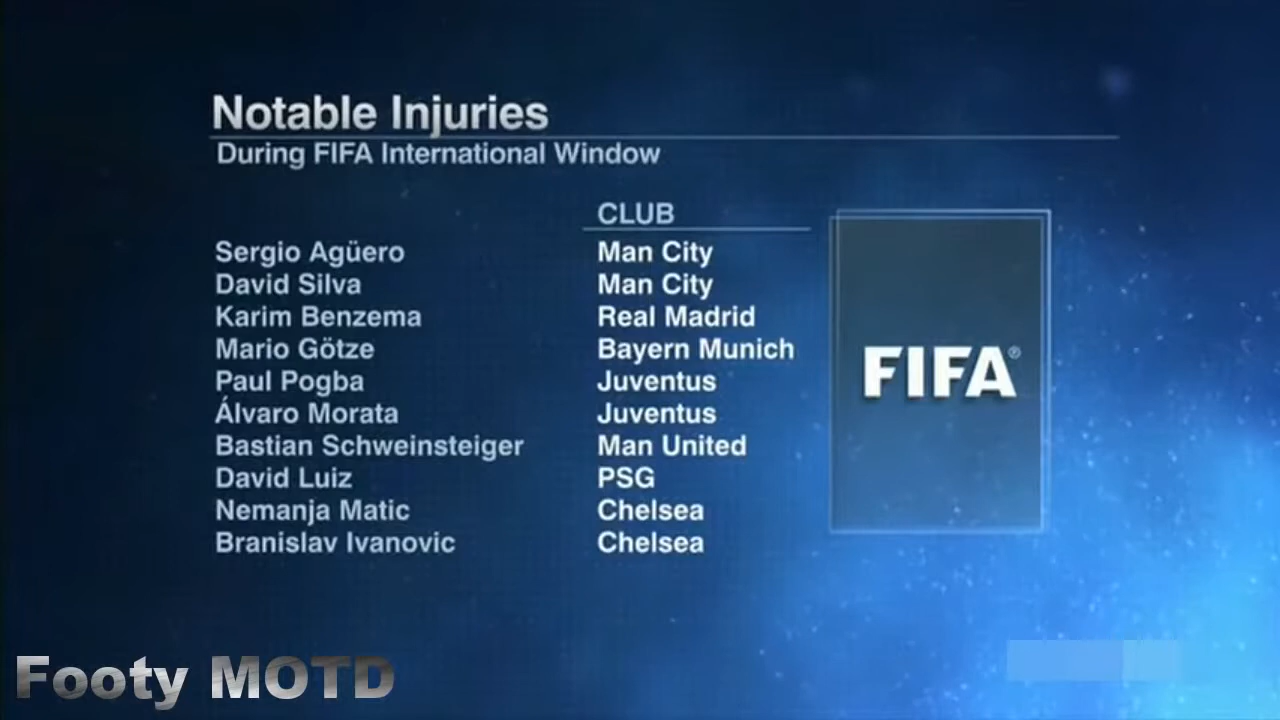 Notable Injuries
During FIFA International Window
CLUB
Sergio Agüero Man City
David Silva Man City
Karim Benzema Real Madrid
Mario Götze Bayern Munich
Paul Pogba Juventus
Álvaro Morata Juventus
Bastian Schweinsteiger Man United
David Luiz PSG
Nemanja Matic Chelsea
Branislav Ivanovic Chelsea
FIFA®
Footy MOTD